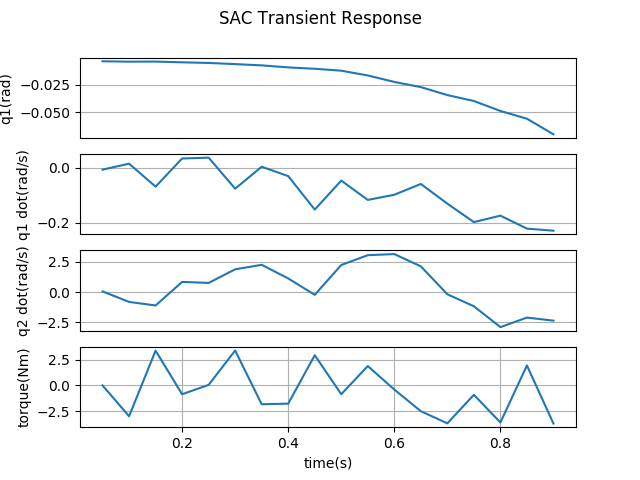 SAC Transient Response
q1(rad)
−0.025
−0.050
q1 dot(rad/s)
0.0
−0.2
q2 dot(rad/s)
2.5
0.0
−2.5
torque(Nm)
2.5
0.0
−2.5
0.2 0.4 0.6 0.8
time(s)